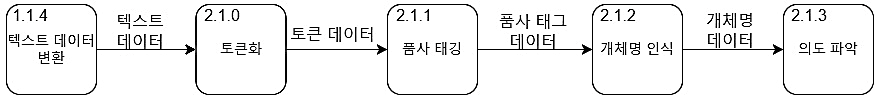 1.1.4
텍스트 데이터
변환
텍스트
데이터
2.1.0
토큰화
토큰 데이터
2.1.1
품사 태깅
품사 태그
데이터
2.1.2
개체명 인식
개체명
데이터
2.1.3
의도 파악